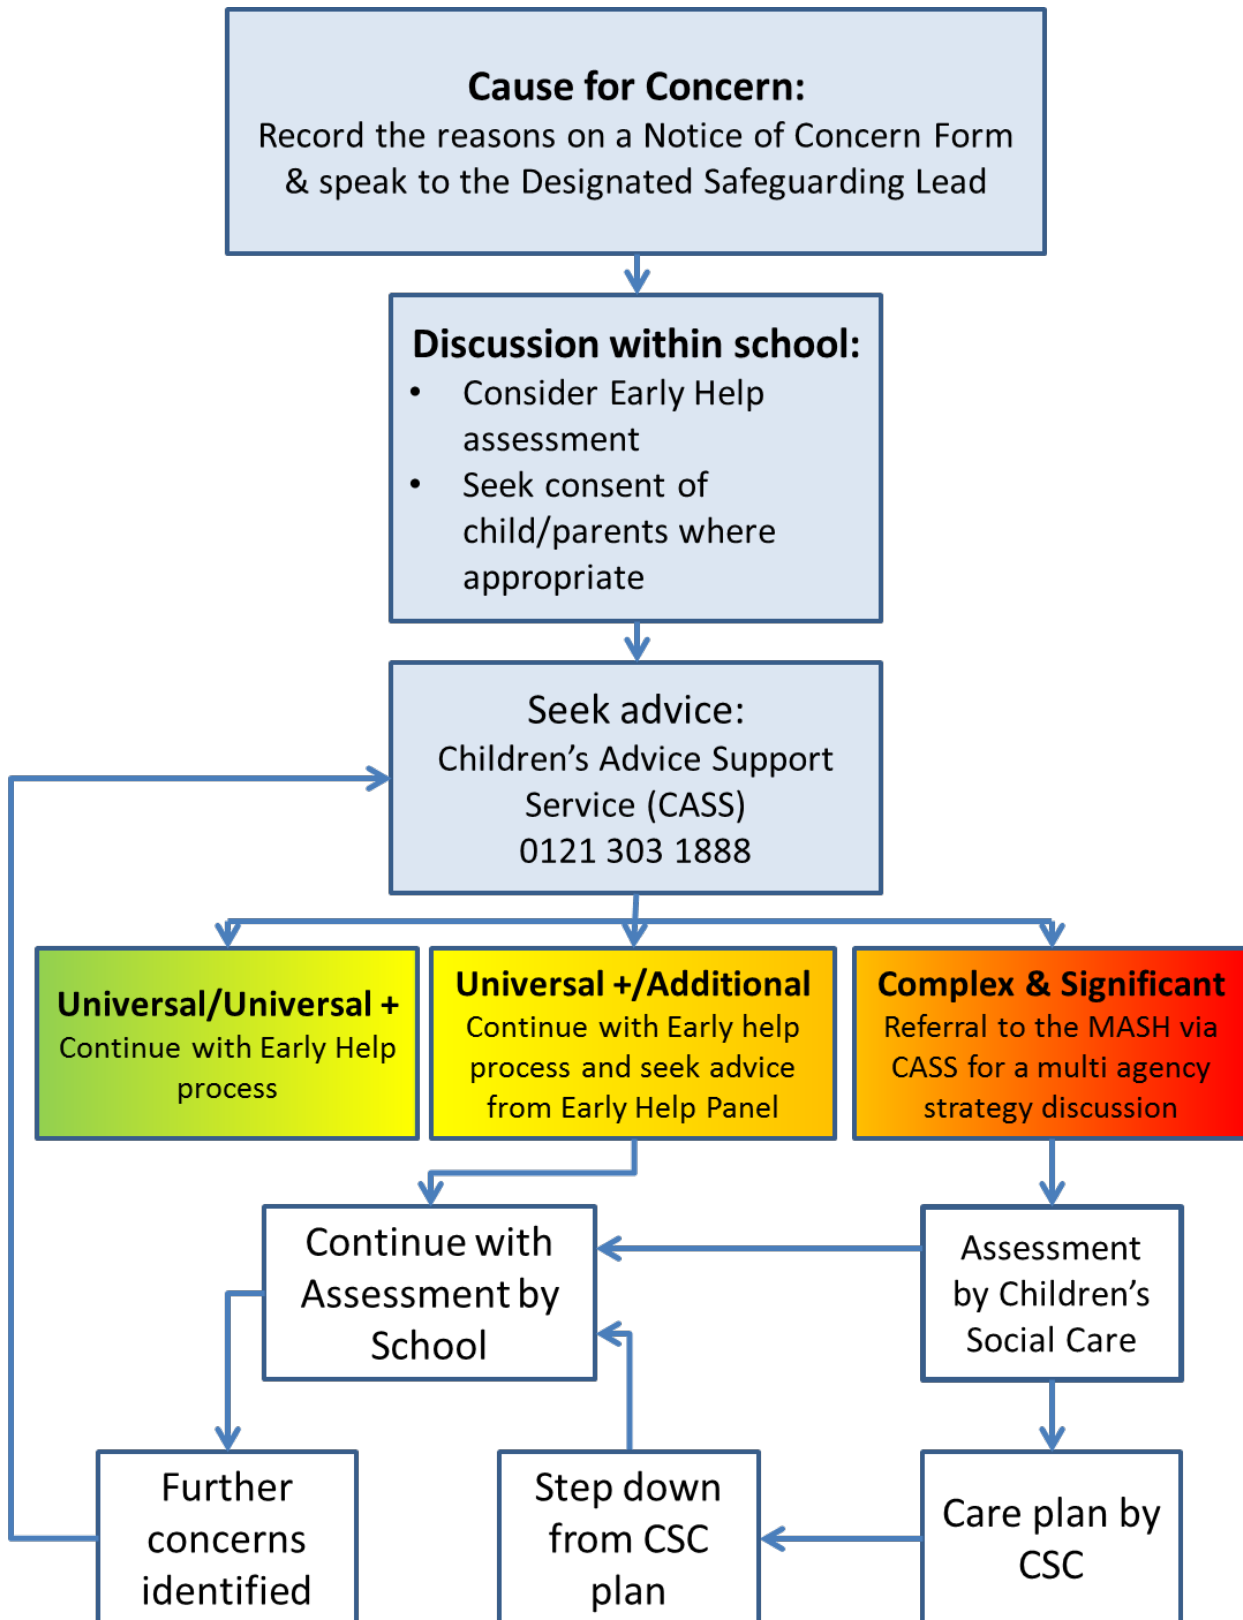 Cause for Concern:
Record the reasons on a Notice of Concern Form
& speak to the Designated Safeguarding Lead
Discussion within school:
• Consider Early Help
assessment
• Seek consent of
child/parents where
appropriate
Seek advice:
Children’s Advice Support
Service (CASS)
0121 303 1888
Universal/Universal +
Continue with Early Help
process
Universal +/Additional
Continue with Early help
process and seek advice
from Early Help Panel
Complex & Significant
Referral to the MASH via
CASS for a multi agency
strategy discussion
Continue with
Assessment by
School
Assessment
by Children’s
Social Care
Further
concerns
identified
Step down
from CSC
plan
Care plan by
CSC